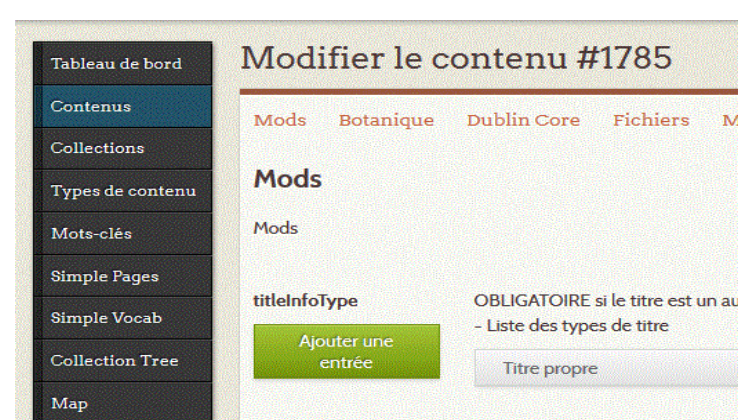 Tableau de bord
Contenus
Collections
Types de contenu
Mots-clés
Simple Pages
Simple Vocab
Collection Tree
Map
Modifier le contenu #1785
Mods Botanique Dublin Core Fichiers M
Mods
Mods
titleInfoType
Ajouter une
entrée
OBLIGATOIRE si le titre est un au
- Liste des types de titre
Titre propre